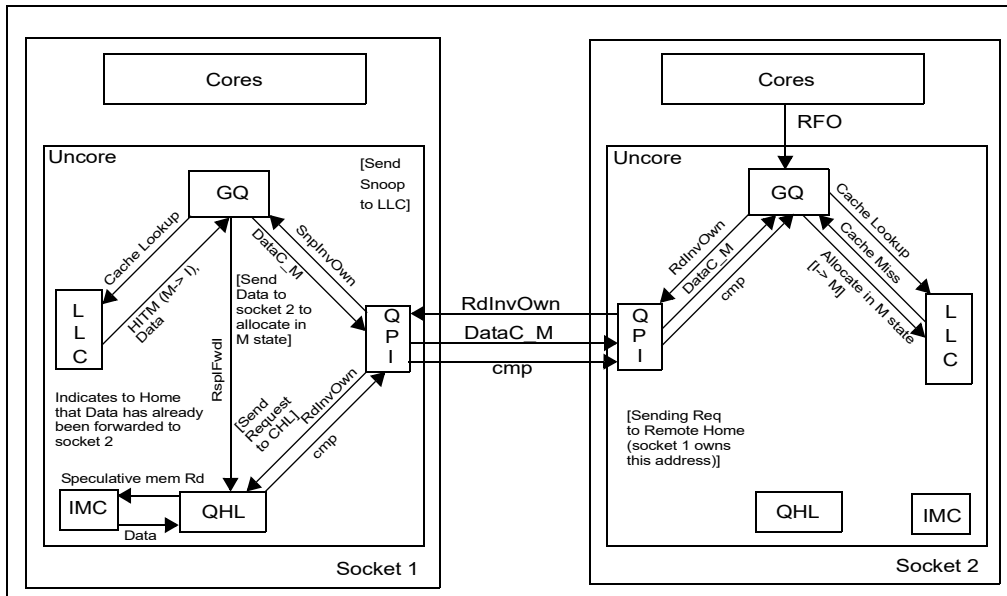 Cores
Uncore
[Send
Snoop
to LLC]
GQ
Cache Lookup
HITM (M-> I),
Data
SnpInvOwn
DataC_M
[Send
Data to
socket 2 to
allocate in
M state]
L
L
C
Q
P
I
RspIFwdI
Indicates to Home
that Data has already
been forwarded to
socket 2
[Send
Request
to CHL]
RdInvOwn
cmp
Speculative mem Rd
IMC
QHL
Data
Socket 1
RdInvOwn
DataC_M
cmp
Cores
RFO
Uncore
GQ
RdInvOwn
DataC_M
cmp
Cache Lookup
Cache Miss
Allocate in M state
[I-> M]
Q
P
I
L
L
C
[Sending Req
to Remote Home
(socket 1 owns
this address)]
QHL
IMC
Socket 2